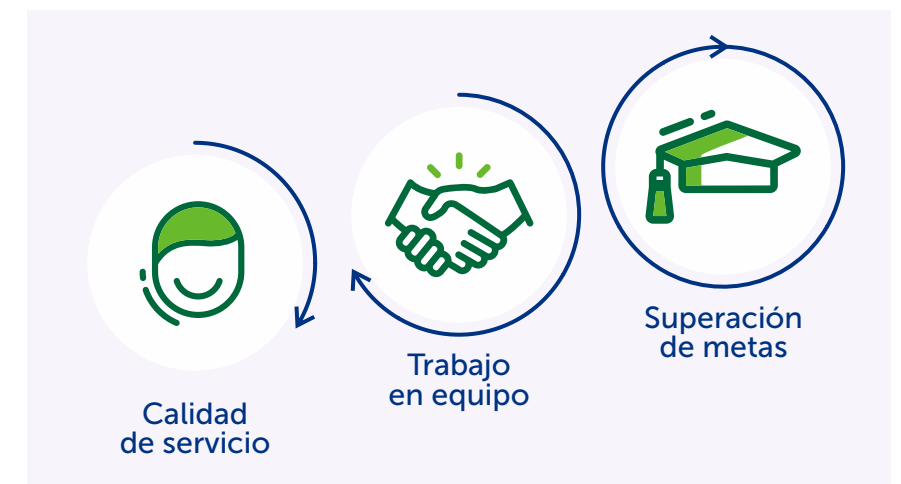 Calidad
de servicio
Trabajo
en equipo
Superación
de metas